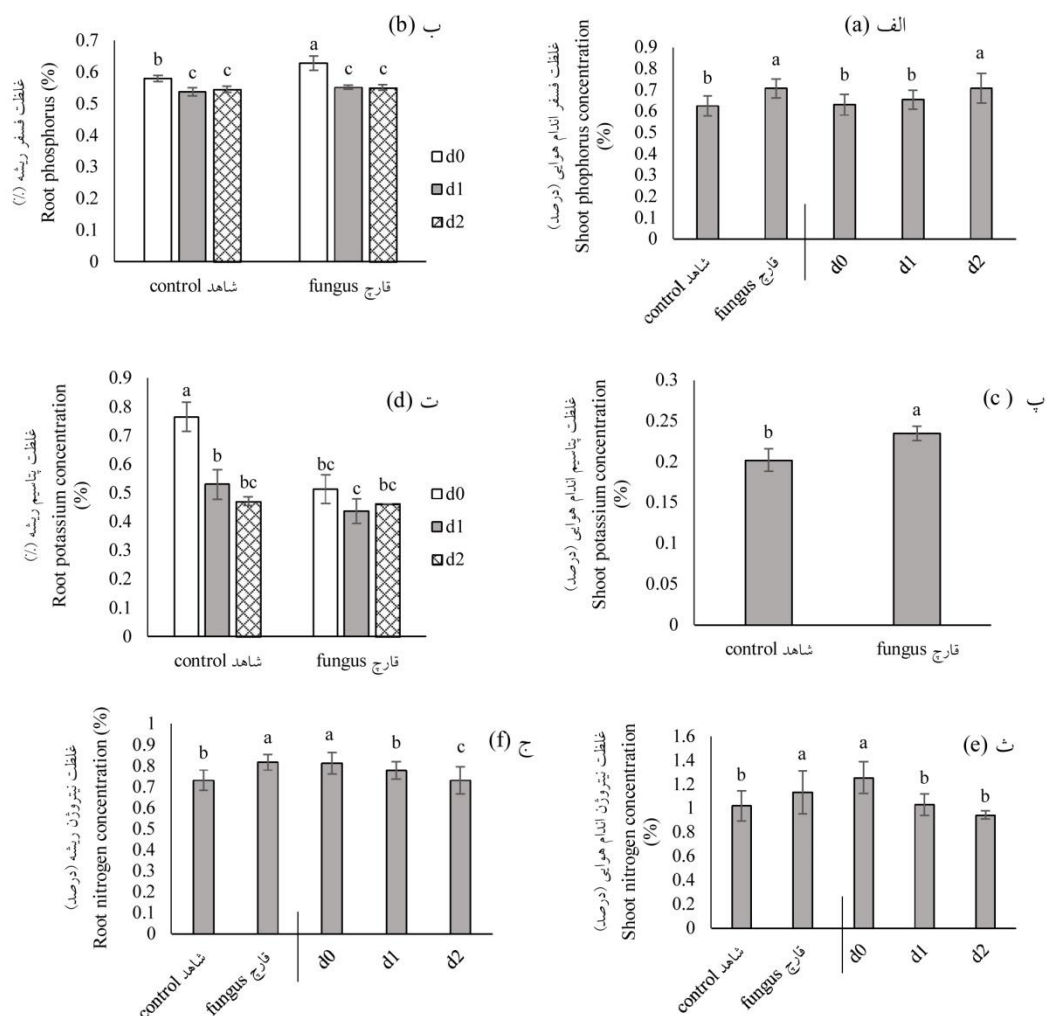 ب (b)
غلظت فسفر ریشه (٪)
Root phosphorus (%)
0.7
0.6
0.5
0.4
0.3
0.2
0.1
0
b
c
c
a
c
c
d0
d1
d2
control شاهد
fungus قارچ
الف (a)
غلظت فسفر اندام هوایی (درصد)
Shoot phophorus concentration
(%)
0.9
0.8
0.7
0.6
0.5
0.4
0.3
0.2
0.1
0
b
a
b
b
a
control شاهد
fungus قارچ
d0
d1
d2
ت (d)
غلظت پتاسیم ریشه (٪)
Root potassium concentration
(%)
0.9
0.8
0.7
0.6
0.5
0.4
0.3
0.2
0.1
0
a
b
bc
bc
c
bc
d0
d1
d2
control شاهد
fungus قارچ
پ (c)
غلظت پتاسیم اندام هوایی (درصد)
Shoot potassium concentration
(%)
0.3
0.25
0.2
0.15
0.1
0.05
0
b
a
control شاهد
fungus قارچ
ج (f)
غلظت نیتروژن ریشه (درصد)
Root nitrogen concentration (%)
1
0.9
0.8
0.7
0.6
0.5
0.4
0.3
0.2
0.1
0
b
a
a
b
c
control شاهد
fungus قارچ
d0
d1
d2
ث (e)
غلظت نیتروژن اندام هوایی (درصد)
Shoot nitrogen concentration
(%)
1.6
1.4
1.2
1
0.8
0.6
0.4
0.2
0
b
a
a
b
b
control شاهد
fungus قارچ
d0
d1
d2